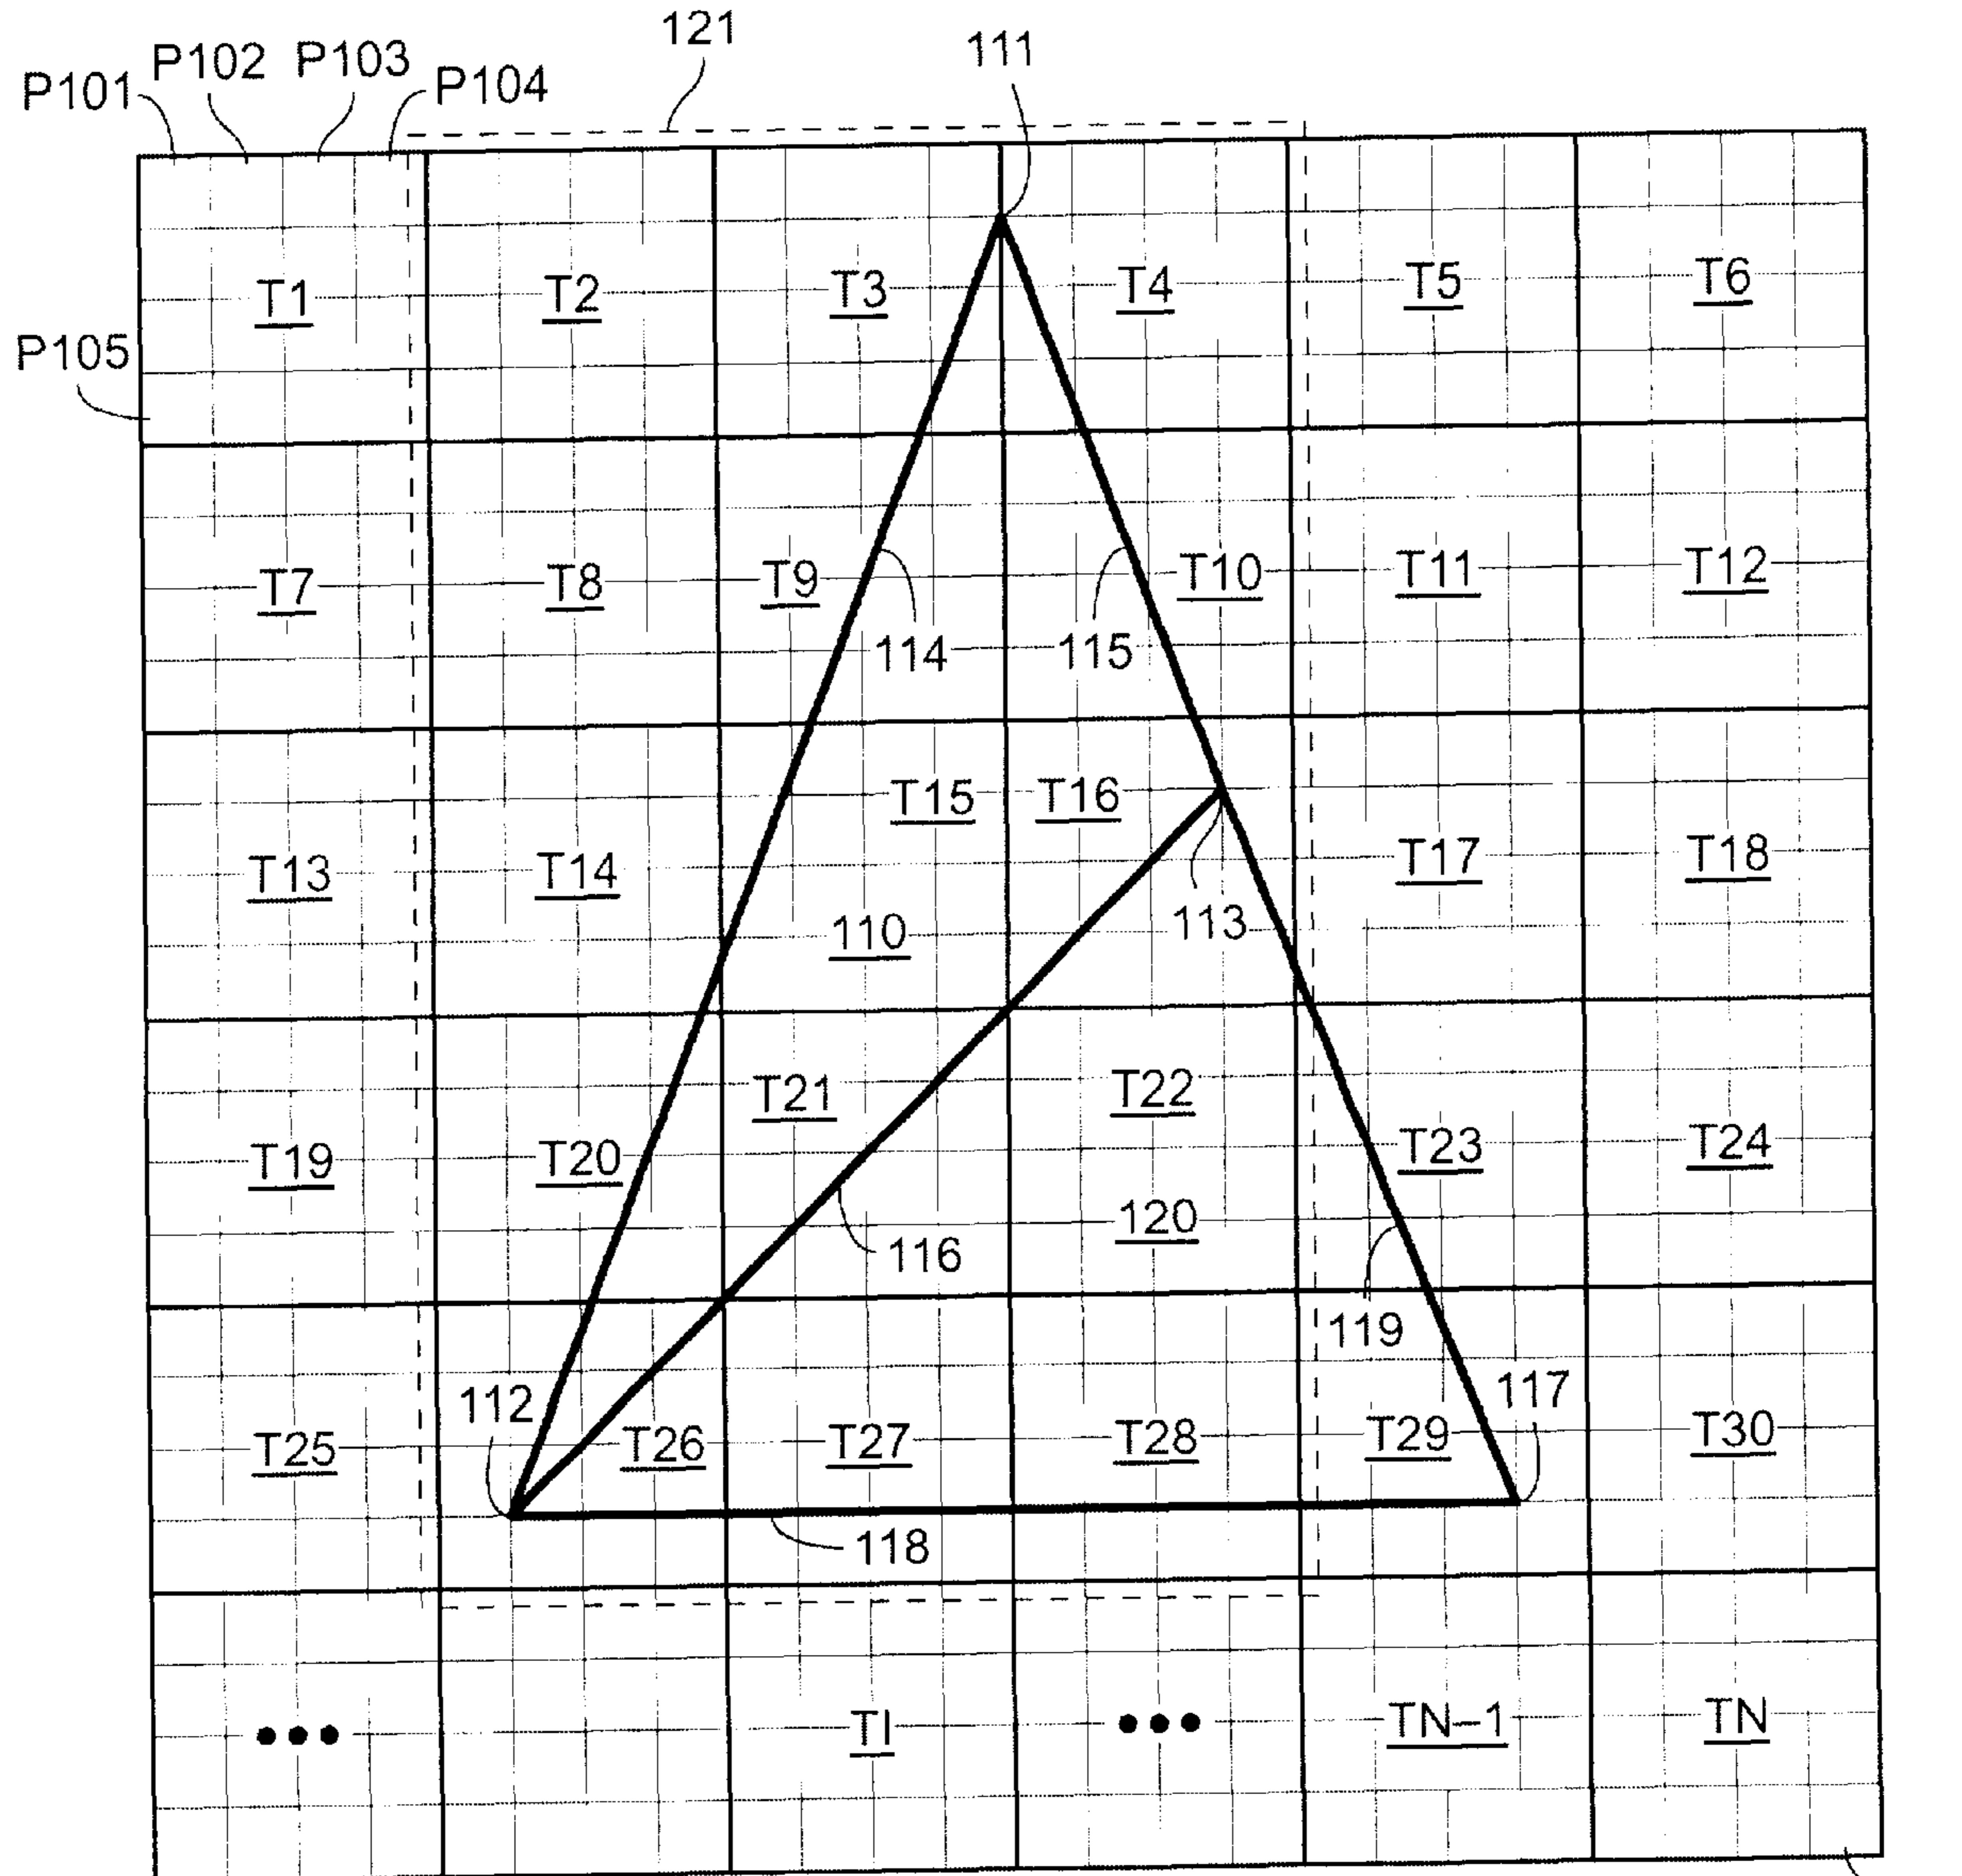 121
111
P101 P102 P103 P104
T1 T2 T3 T4 T5 T6
P105
T7 T8 T9 T10 T11 T12
114 115
T15 T16
T13 T14 T17 T18
110 113
T21 T22
T19 T20 T23 T24
120
116
119
112 117
T25 T26 T27 T28 T29 T30
118
••• TI ••• TN–1 TN